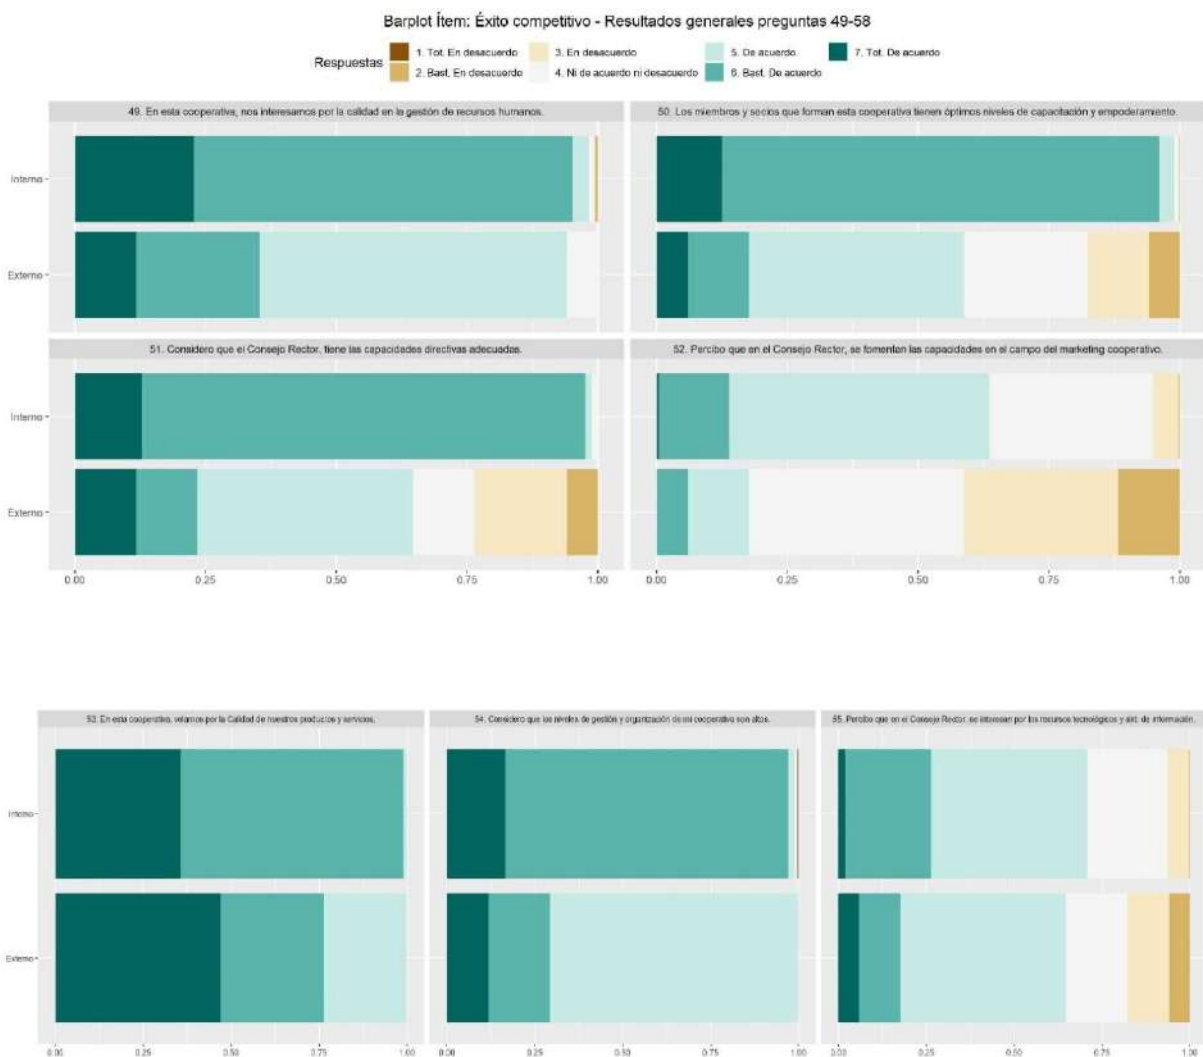 Barplot Ítem: Éxito competitivo - Resultados generales preguntas 49-58
Respuestas
1. Tot. En desacuerdo
3. En desacuerdo
5. De acuerdo
7. Tot. De acuerdo
2. Bast. En desacuerdo
4. Ni de acuerdo ni desacuerdo
6. Bast. De acuerdo
49. En esta cooperativa, nos interesamos por la calidad en la gestión de recursos humanos.
50. Los miembros y socios que forman esta cooperativa tienen óptimos niveles de capacitación y empoderamiento.
Interno
Externo
51. Considero que el Consejo Rector, tiene las capacidades directivas adecuadas.
52. Percibo que en el Consejo Rector, se fomentan las capacidades en el campo del marketing cooperativo.
Interno
Externo
0.00 0.25 0.50 0.75 1.00
0.00 0.25 0.50 0.75 1.00
53. En esta cooperativa, velamos por la Calidad de nuestros productos y servicios.
54. Considero que los niveles de gestión y organización de mi cooperativa son altos.
55. Percibo que en el Consejo Rector, se interesan por los recursos tecnológicos y sist. de información.
Interno
Externo
0.00 0.25 0.50 0.75 1.00
0.00 0.25 0.50 0.75 1.00
0.00 0.25 0.50 0.75 1.00